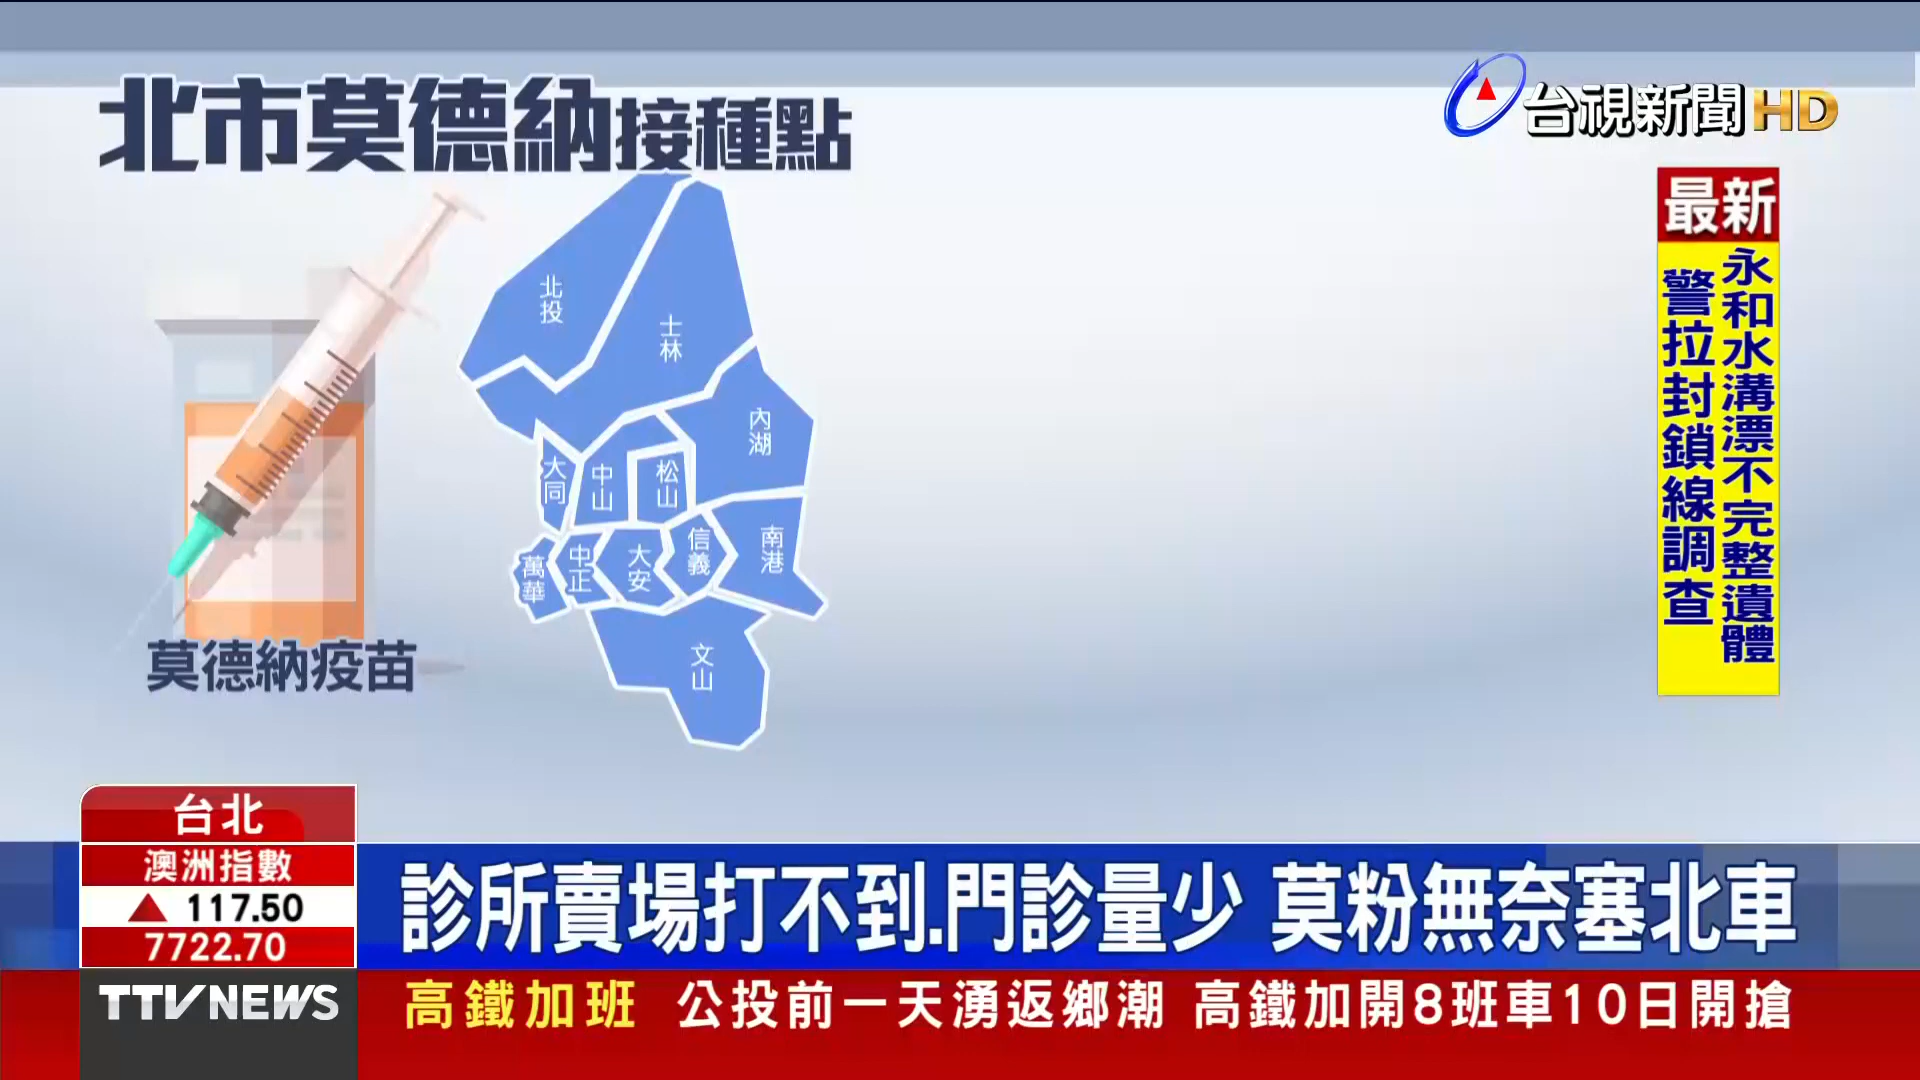 北市莫德納接種點
台視新聞HD
最新
永和水溝漂不完整遺體
警拉封鎖線調查
北投
士林
內湖
大同
中山
松山
萬華
中正
大安
信義
南港
文山
莫德納疫苗
台北
澳洲指數
▲ 117.50
7722.70
診所賣場打不到.門診量少 莫粉無奈塞北車
TTV NEWS
高鐵加班 公投前一天湧返鄉潮 高鐵加開8班車10日開搶